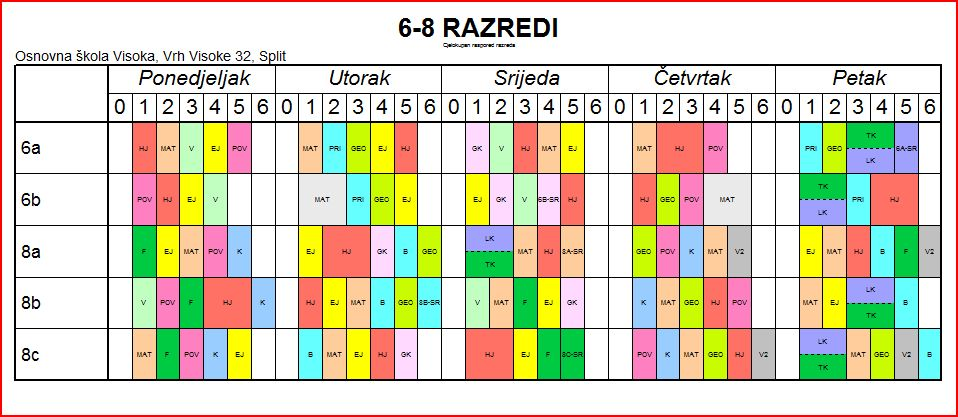 6-8 RAZREDI
Cjelokupan raspored razreda
Osnovna škola Visoka, Vrh Visoke 32, Split
Ponedjeljak Utorak Srijeda Četvrtak Petak
0 1 2 3 4 5 6 0 1 2 3 4 5 6 0 1 2 3 4 5 6 0 1 2 3 4 5 6 0 1 2 3 4 5 6
TK
6a HJ MAT V EJ POV MAT PRI GEO EJ HJ GK V HJ MAT EJ MAT HJ POV PRI GEO 6A-SR
LK
TK
6b POV HJ EJ V MAT PRI GEO EJ EJ GK V 6B-SR HJ HJ GEO POV MAT PRI HJ
LK
LK
8a F EJ MAT POV K EJ HJ GK B GEO MAT HJ 8A-SR GEO POV K MAT V2 EJ MAT HJ B F V2
TK
LK
8b V POV F HJ K HJ EJ MAT B GEO 8B-SR V MAT F EJ GK K MAT GEO HJ POV MAT EJ B
TK
LK
8c MAT F POV K EJ B MAT EJ HJ GK HJ EJ F 8C-SR POV K MAT GEO HJ V2 MAT GEO V2 B
TK